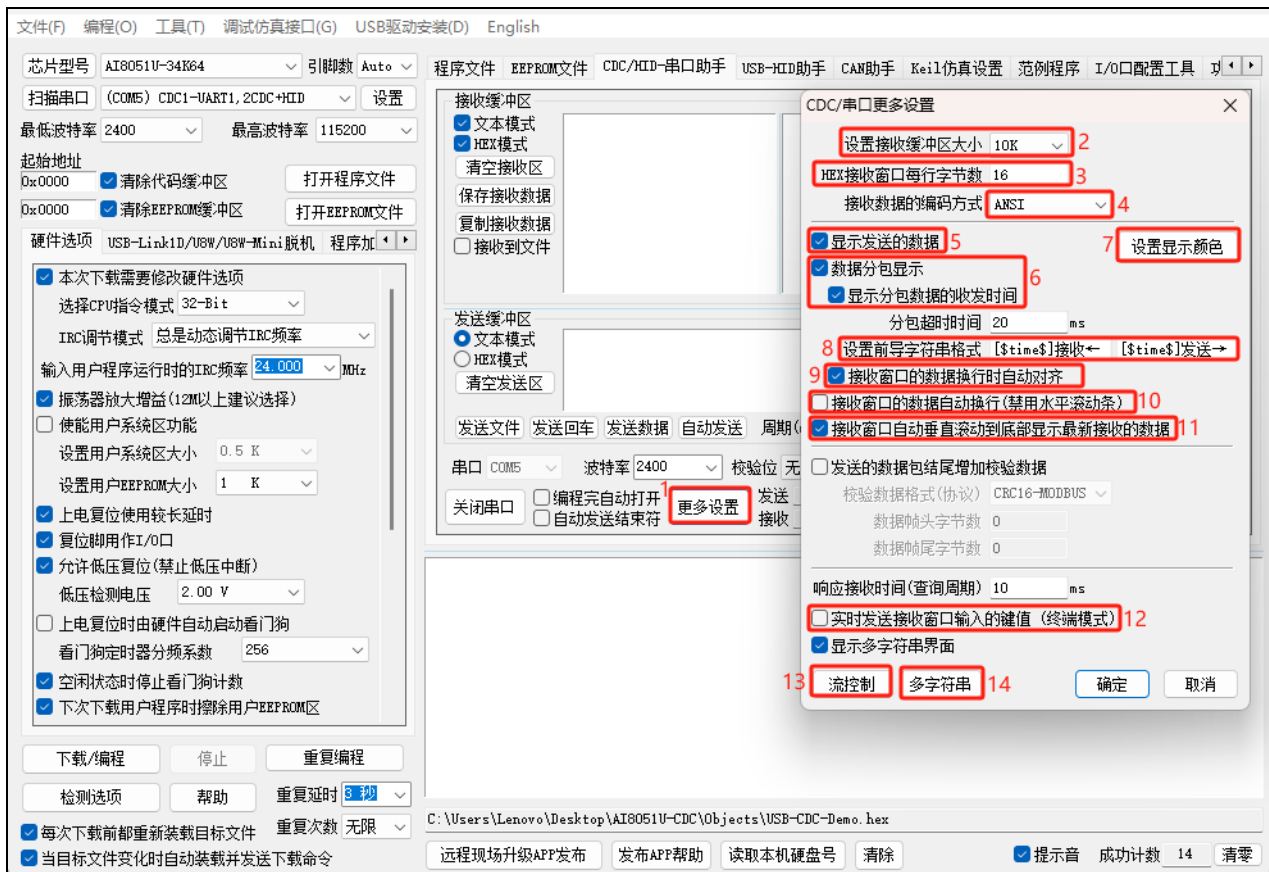 文件(F) 编程(O) 工具(T) 调试仿真接口(G) USB驱动安装(D) English
芯片型号 AI8051U-34K64 引脚数 Auto
扫描串口 (COM5) CDC1-UART1,2CDC+HID 设置
最低波特率 2400 最高波特率 115200
起始地址
0x0000 清除代码缓冲区 打开程序文件
0x0000 清除EEPROM缓冲区 打开EEPROM文件
硬件选项 USB-Link1D/U8W/U8W-Mini脱机 程序加
本次下载需要修改硬件选项
选择CPU指令模式 32-Bit
IRC调节模式 总是动态调节IRC频率
输入用户程序运行时的IRC频率 24.000 MHz
振荡器放大增益(12M以上建议选择)
使能用户系统区功能
设置用户系统区大小 0.5 K
设置用户EEPROM大小 1 K
上电复位使用较长延时
复位脚用作I/O口
允许低压复位(禁止低压中断)
低压检测电压 2.00 V
上电复位时由硬件自动启动看门狗
看门狗定时器分频系数 256
空闲状态时停止看门狗计数
下次下载用户程序时擦除用户EEPROM区
下载/编程 停止 重复编程
检测选项 帮助 重复延时 3 秒
每次下载前都重新装载目标文件 重复次数 无限
当目标文件变化时自动装载并发送下载命令
程序文件 EEPROM文件 CDC/HID-串口助手 USB-HID助手 CAN助手 Keil仿真设置 范例程序 I/O口配置工具
接收缓冲区
文本模式
HEX模式
清空接收区
保存接收数据
复制接收数据
接收到文件
发送缓冲区
文本模式
HEX模式
清空发送区
发送文件 发送回车 发送数据 自动发送 周期(
串口 COM5 波特率 2400 校验位 无
关闭串口 编程完自动打开 1 更多设置 发送
自动发送结束符 接收
CDC/串口更多设置
设置接收缓冲区大小 10K 2
HEX接收窗口每行字节数 16 3
接收数据的编码方式 ANSI 4
显示发送的数据 5 7 设置显示颜色
数据分包显示 6
显示分包数据的收发时间
分包超时时间 20 ms
8 设置前导字符串格式 [$time$]接收← [$time$]发送→
9 接收窗口的数据换行时自动对齐
接收窗口的数据自动换行(禁用水平滚动条) 10
接收窗口自动垂直滚动到底部显示最新接收的数据 11
发送的数据包结尾增加校验数据
校验数据格式(协议) CRC16-MODBUS
数据帧头字节数 0
数据帧尾字节数 0
响应接收时间(查询周期) 10 ms
实时发送接收窗口输入的键值 (终端模式) 12
显示多字符串界面
13 流控制 多字符串 14 确定 取消
C:\Users\Lenovo\Desktop\AI8051U-CDC\Objects\USB-CDC-Demo.hex
远程现场升级APP发布 发布APP帮助 读取本机硬盘号 清除 提示音 成功计数 14 清零